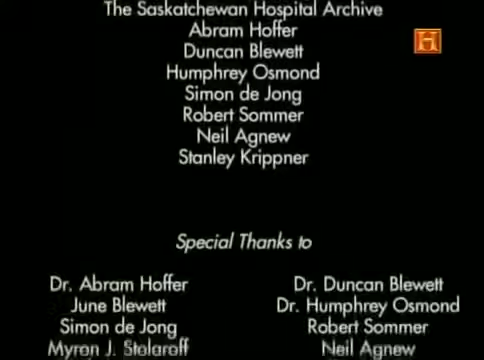 The Saskatchewan Hospital Archive
Abram Hoffer
Duncan Blewett
Humphrey Osmond
Simon de Jong
Robert Sommer
Neil Agnew
Stanley Krippner
H
Special Thanks to
Dr. Abram Hoffer
Dr. Duncan Blewett
June Blewett
Dr. Humphrey Osmond
Simon de Jong
Robert Sommer
Myron J. Stolaroff
Neil Agnew